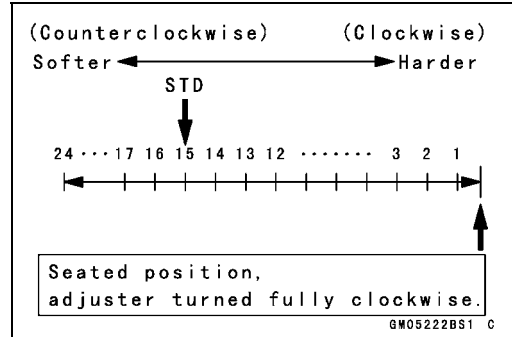 (Counterclockwise) (Clockwise)
Softer Harder
STD
24 ··· 17 16 15 14 13 12 ······· 3 2 1
Seated position,
adjuster turned fully clockwise.
GM05222BS1 C